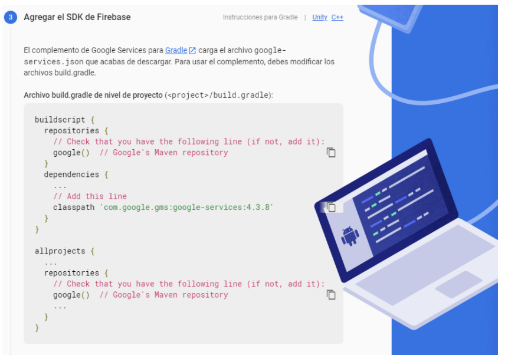 3 Agregar el SDK de Firebase
Instrucciones para Gradle | Unity C++
El complemento de Google Services para Gradle carga el archivo google-
services.json que acabas de descargar. Para usar el complemento, debes modificar los
archivos build.gradle.
Archivo build.gradle de nivel de proyecto (<project>/build.gradle):
buildscript {
repositories {
// Check that you have the following line (if not, add it):
google() // Google's Maven repository
}
dependencies {
...
// Add this line
classpath 'com.google.gms:google-services:4.3.8'
}
}
allprojects {
...
repositories {
// Check that you have the following line (if not, add it):
google() // Google's Maven repository
...
}
}